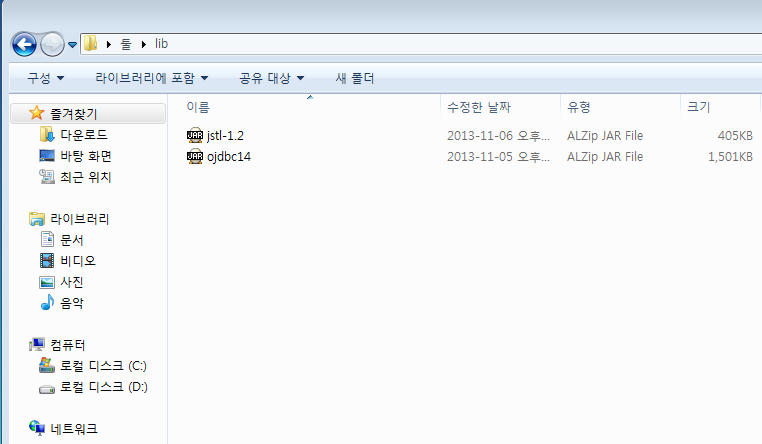 툴 lib
구성 라이브러리에 포함 공유 대상 새 폴더
이름 수정한 날짜 유형 크기
jstl-1.2 2013-11-06 오후... ALZip JAR File 405KB
ojdbc14 2013-11-05 오후... ALZip JAR File 1,501KB
즐겨찾기
다운로드
바탕 화면
최근 위치
라이브러리
문서
비디오
사진
음악
컴퓨터
로컬 디스크 (C:)
로컬 디스크 (D:)
네트워크